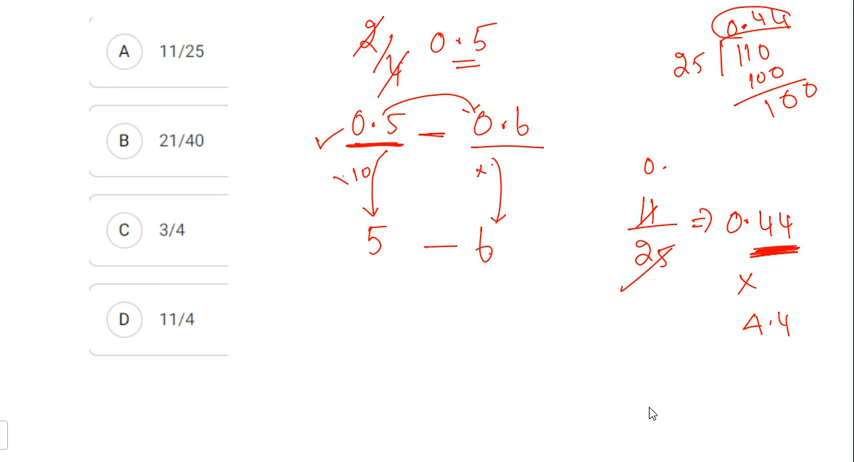 A 11/25
B 21/40
C 3/4
D 11/4
2/4 0.5
0.5 — 0.6
×10 ×
5 — 6
0.44
25 110
100
100
0.
11/25 ⇒ 0.44
×
4.4